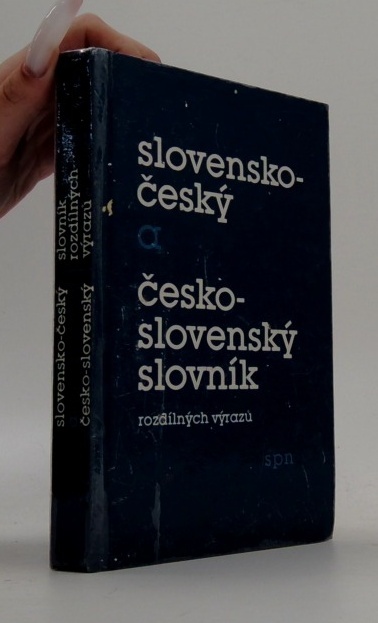 slovensko-
český
a
česko-
slovenský
slovník
rozdílných výrazů
spn
slovensko-český slovník
česko-slovenský rozdílných
výrazů